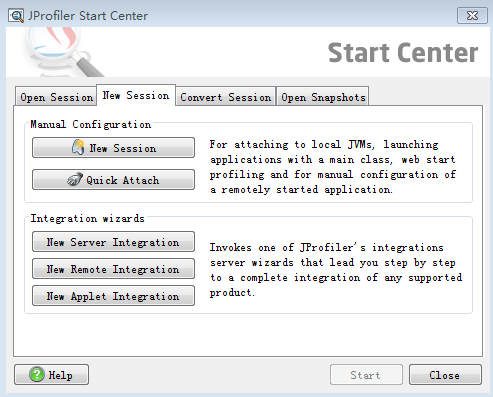 JProfiler Start Center
Start Center
Open Session New Session Convert Session Open Snapshots
Manual Configuration
New Session
Quick Attach
For attaching to local JVMs, launching
applications with a main class, web start
profiling and for manual configuration of
a remotely started application.
Integration wizards
New Server Integration
New Remote Integration
New Applet Integration
Invokes one of JProfiler's integrations
server wizards that lead you step by step
to a complete integration of any supported
product.
Help Start Close